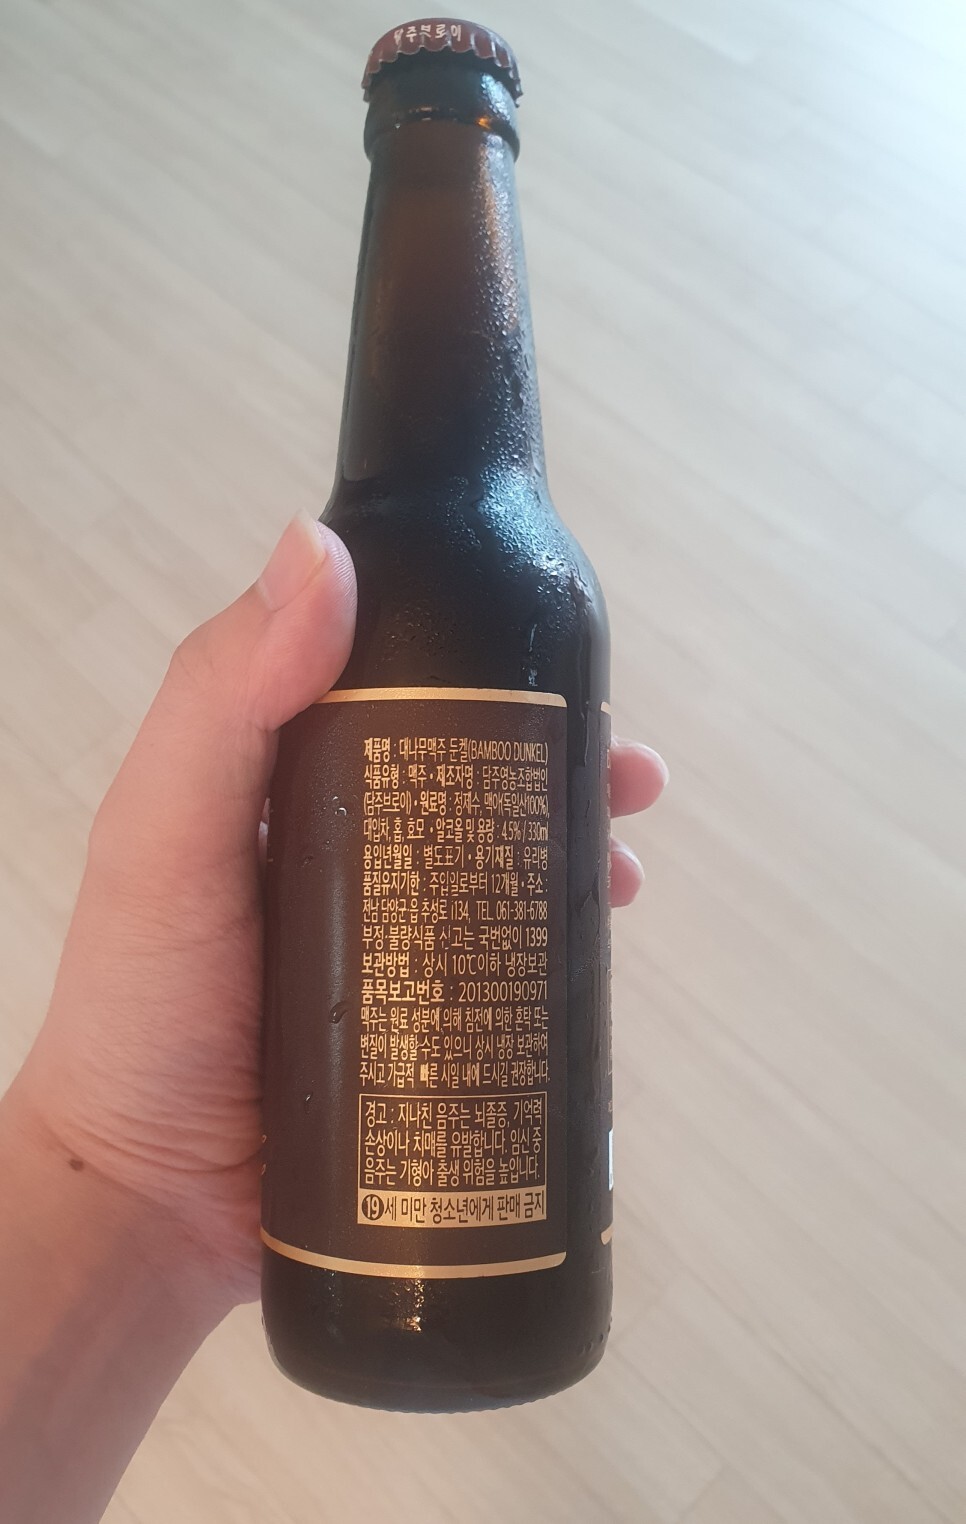 담주브로이
제품명 : 대나무맥주 둔켈(BAMBOO DUNKEL)
식품유형 : 맥주 • 제조자명 : 담주영농조합법인
(담주브로이) • 원료명 : 정제수, 맥아(독일산100%),
대잎차, 홉, 효모 • 알코올 및 용량 : 4.5% / 330ml
용입년월일 : 별도표기 • 용기재질 : 유리병
품질유지기한 : 주입일로부터 12개월 • 주소 :
전남 담양군·읍 추성로 1134, TEL. 061-381-6788
부정·불량식품 신고는 국번없이 1399
보관방법 : 상시 10℃이하 냉장보관
품목보고번호 : 201300190971
맥주는 원료 성분에 의해 침전에 의한 혼탁 또는
변질이 발생할 수도 있으니 상시 냉장 보관하여
주시고 가급적 빠른 시일 내에 드시길 권장합니다.
경고 : 지나친 음주는 뇌졸증, 기억력
손상이나 치매를 유발합니다. 임신 중
음주는 기형아 출생 위험을 높입니다.
19세 미만 청소년에게 판매 금지